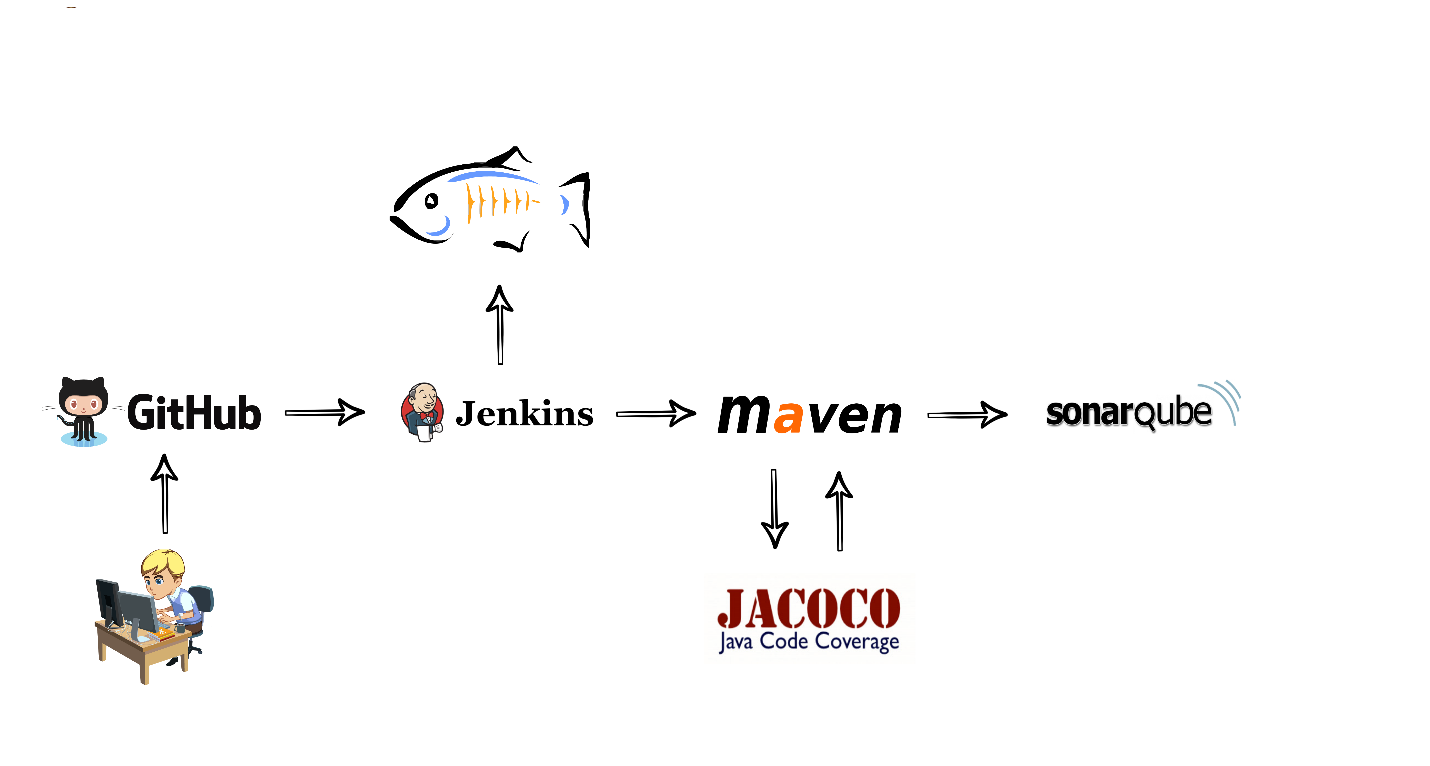 GitHub
Jenkins
maven
sonarqube
JACOCO
Java Code Coverage